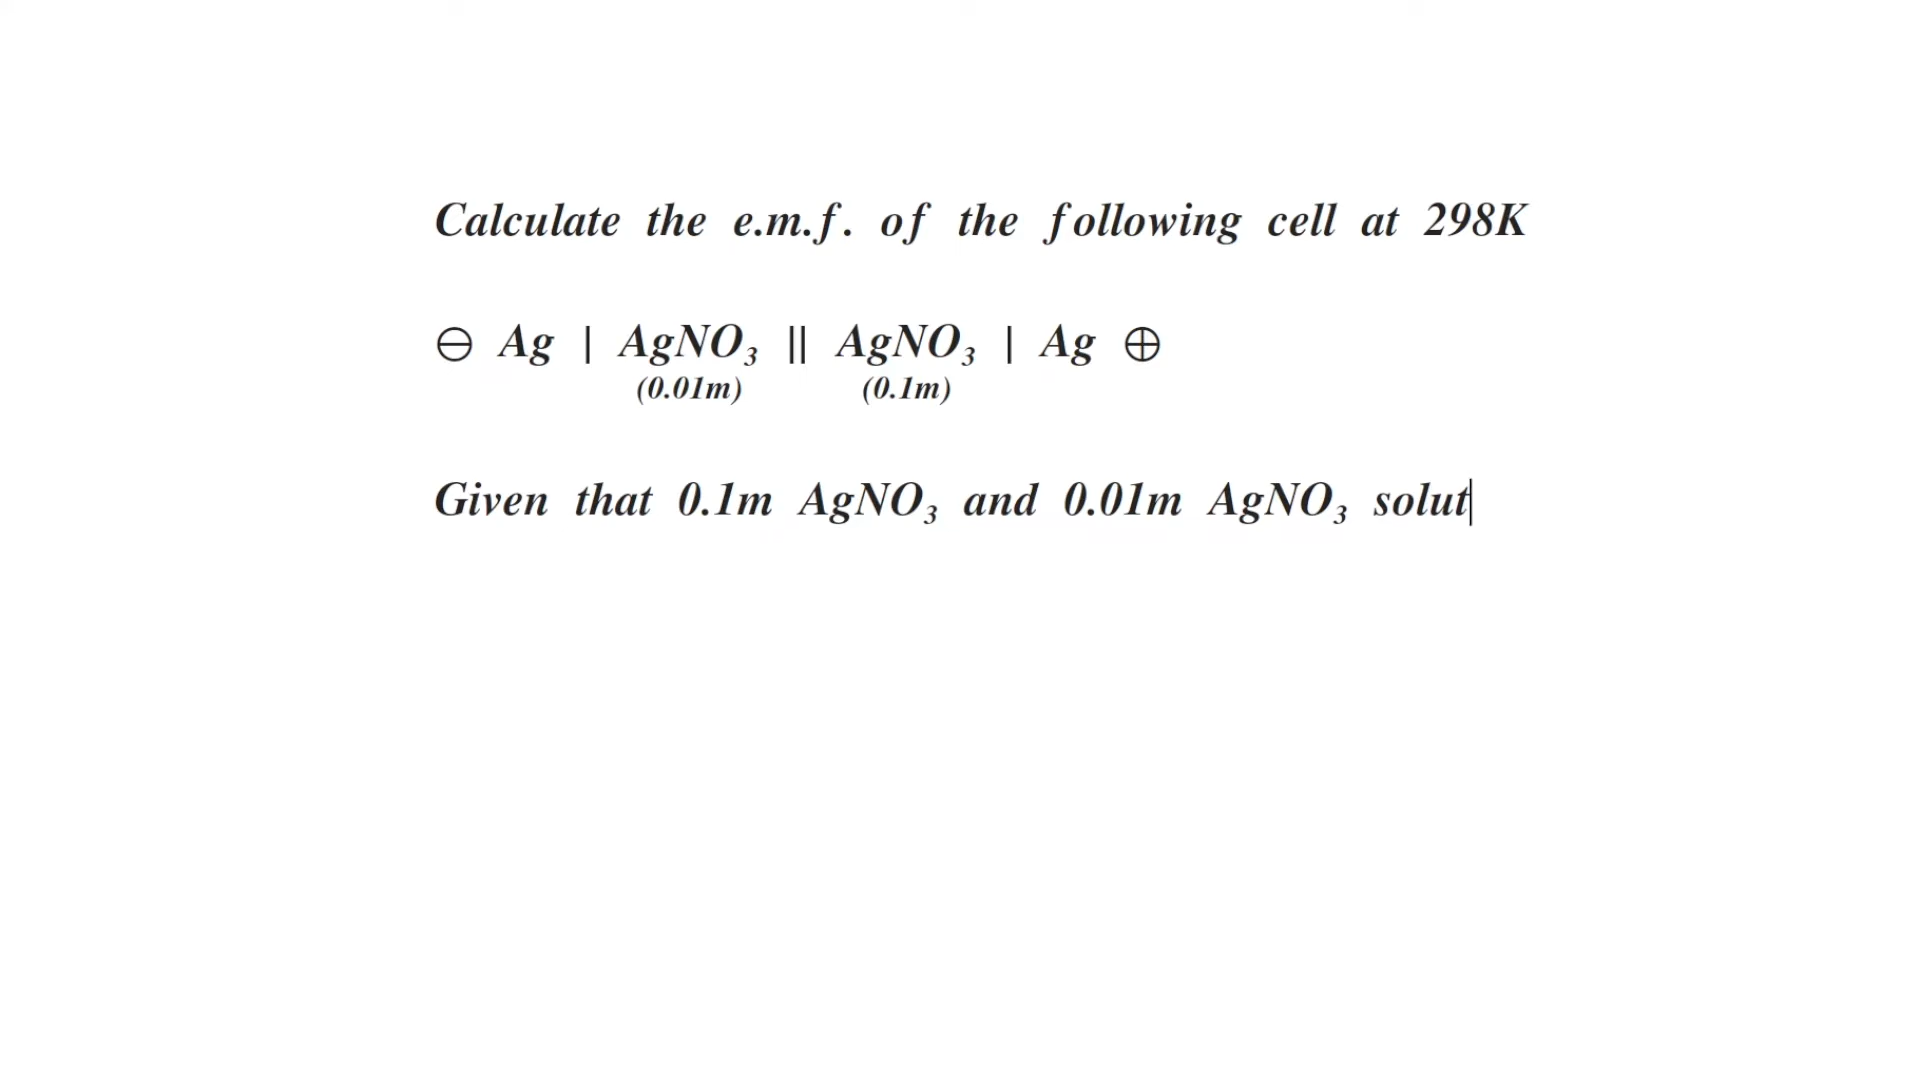 Calculate the e.m.f. of the following cell at 298K
⊖ Ag | AgNO₃ || AgNO₃ | Ag ⊕
(0.01m) (0.1m)
Given that 0.1m AgNO₃ and 0.01m AgNO₃ solut